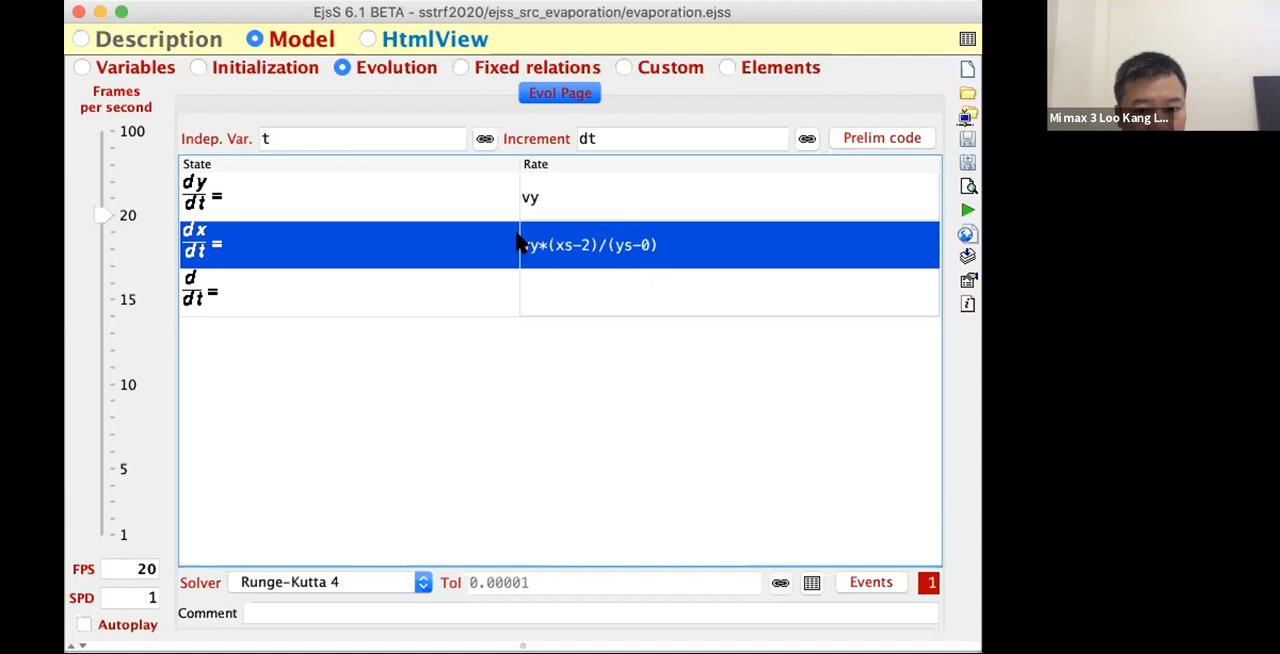 EjsS 6.1 BETA - sstrf2020/ejss_src_evaporation/evaporation.ejss
Description Model HtmlView
Variables Initialization Evolution Fixed relations Custom Elements
Frames
per second
Evol Page
100
Indep. Var. t Increment dt Prelim code
State Rate
dy
dt = vy
20
dx
dt = y*(xs-2)/(ys-0)
d
dt =
15
10
5
1
FPS 20
Solver Runge-Kutta 4 Tol 0.00001 Events 1
SPD 1
Comment
Autoplay
Mi max 3 Loo Kang L...